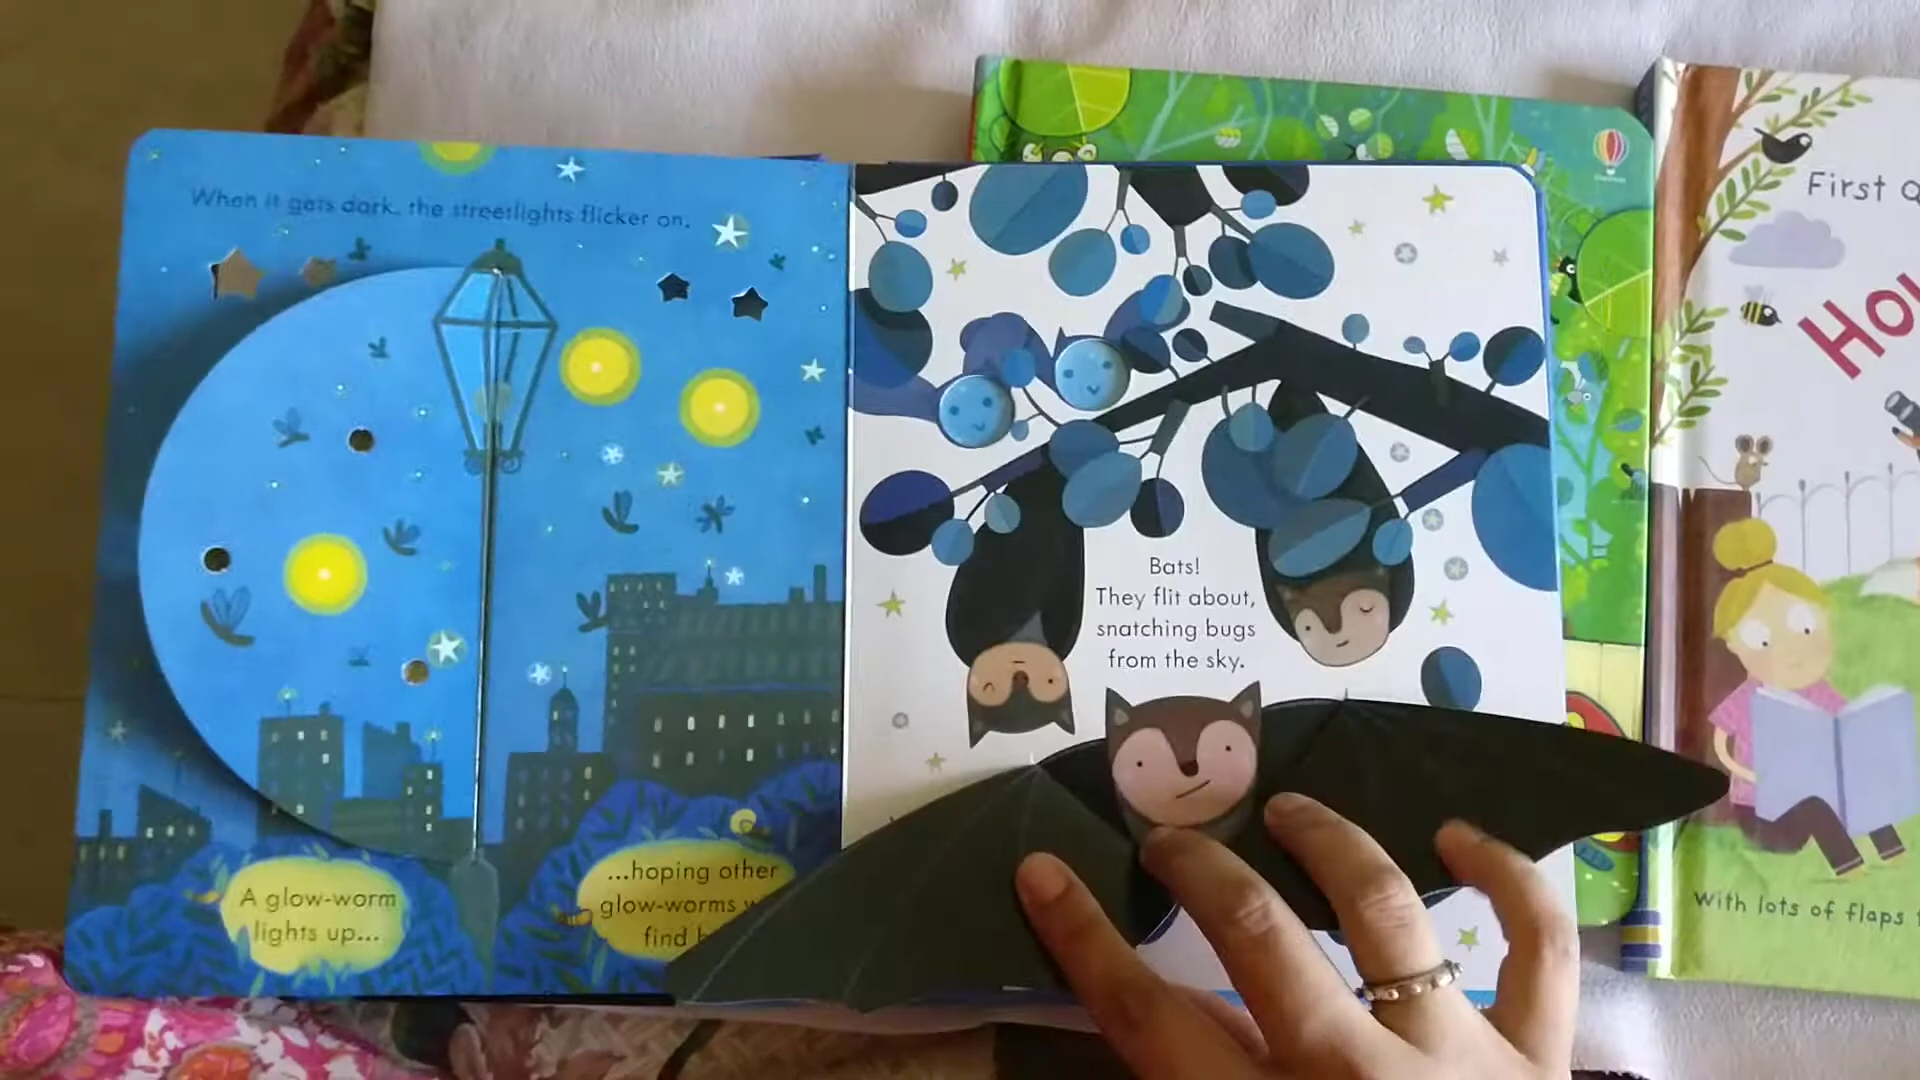 When it gets dark, the streetlights flicker on.
A glow-worm
lights up...
...hoping other
glow-worms
find
Bats!
They flit about,
snatching bugs
from the sky.
First
With lots of flaps